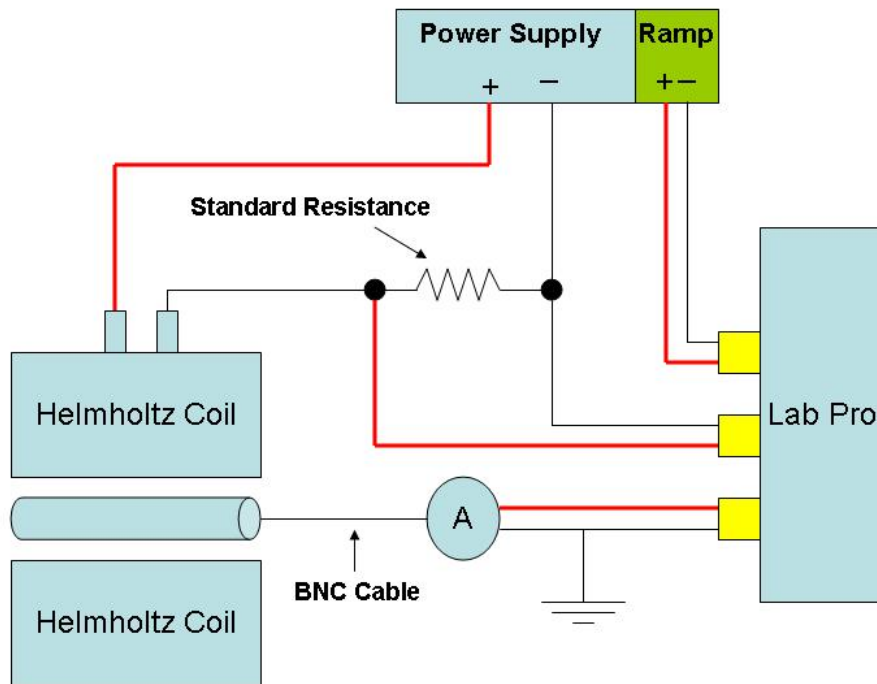 Power Supply Ramp
+ − + −
Standard Resistance
Helmholtz Coil
Lab Pro
A
BNC Cable
Helmholtz Coil